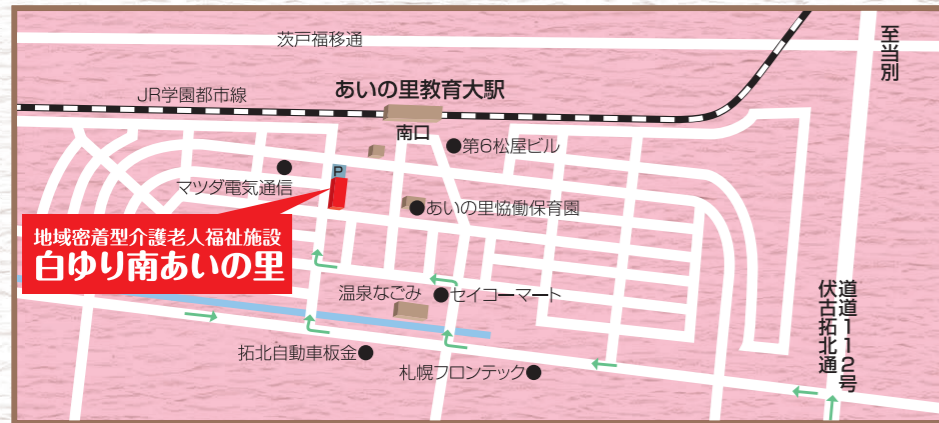 茨戸福移通
至当別
JR学園都市線
あいの里教育大駅
南口
第6松屋ビル
P
マツダ電気通信
あいの里協働保育園
地域密着型介護老人福祉施設
白ゆり南あいの里
温泉なごみ
セイコーマート
道道112号
伏古拓北通
拓北自動車板金
札幌フロンテック